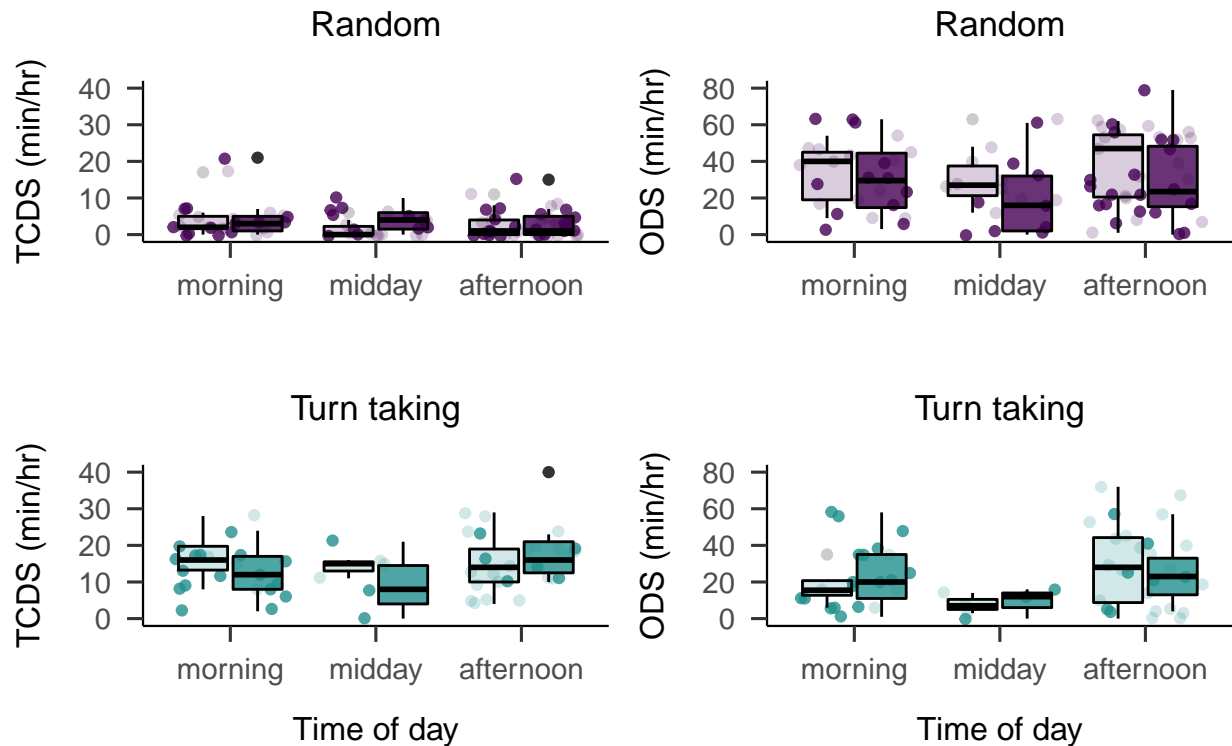 Random
TCDS (min/hr)
40
30
20
10
0
morning midday afternoon
Random
ODS (min/hr)
80
60
40
20
0
morning midday afternoon
Turn taking
TCDS (min/hr)
40
30
20
10
0
morning midday afternoon
Time of day
Turn taking
ODS (min/hr)
80
60
40
20
0
morning midday afternoon
Time of day